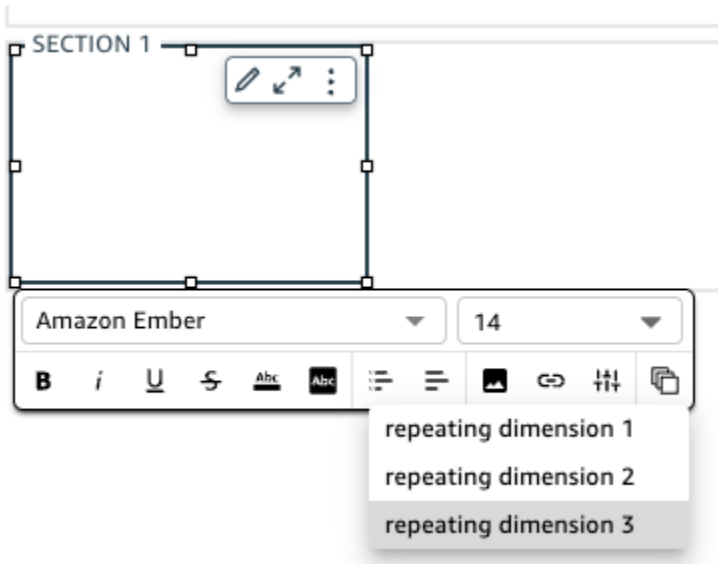 SECTION 1
Amazon Ember
14
B i U S Abc Abc
repeating dimension 1
repeating dimension 2
repeating dimension 3